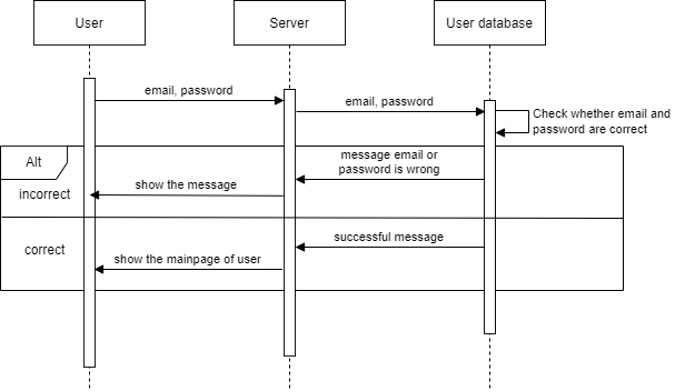 User
Server
User database
email, password
email, password
Check whether email and
password are correct
Alt
message email or
password is wrong
incorrect
show the message
correct
successful message
show the mainpage of user